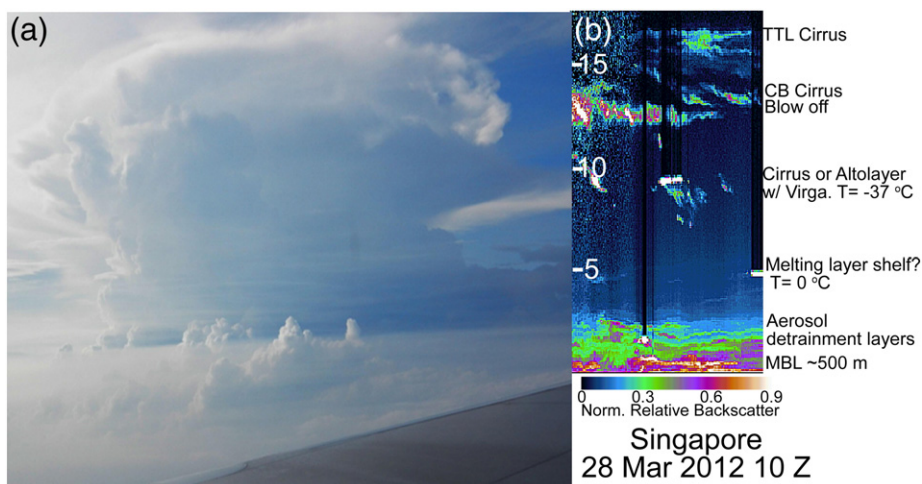 (a)
(b)
15
10
5
TTL Cirrus
CB Cirrus
Blow off
Cirrus or Altolayer
w/ Virga. T= -37 °C
Melting layer shelf?
T= 0 °C
Aerosol
detrainment layers
MBL ~500 m
0 0.3 0.6 0.9
Norm. Relative Backscatter
Singapore
28 Mar 2012 10 Z